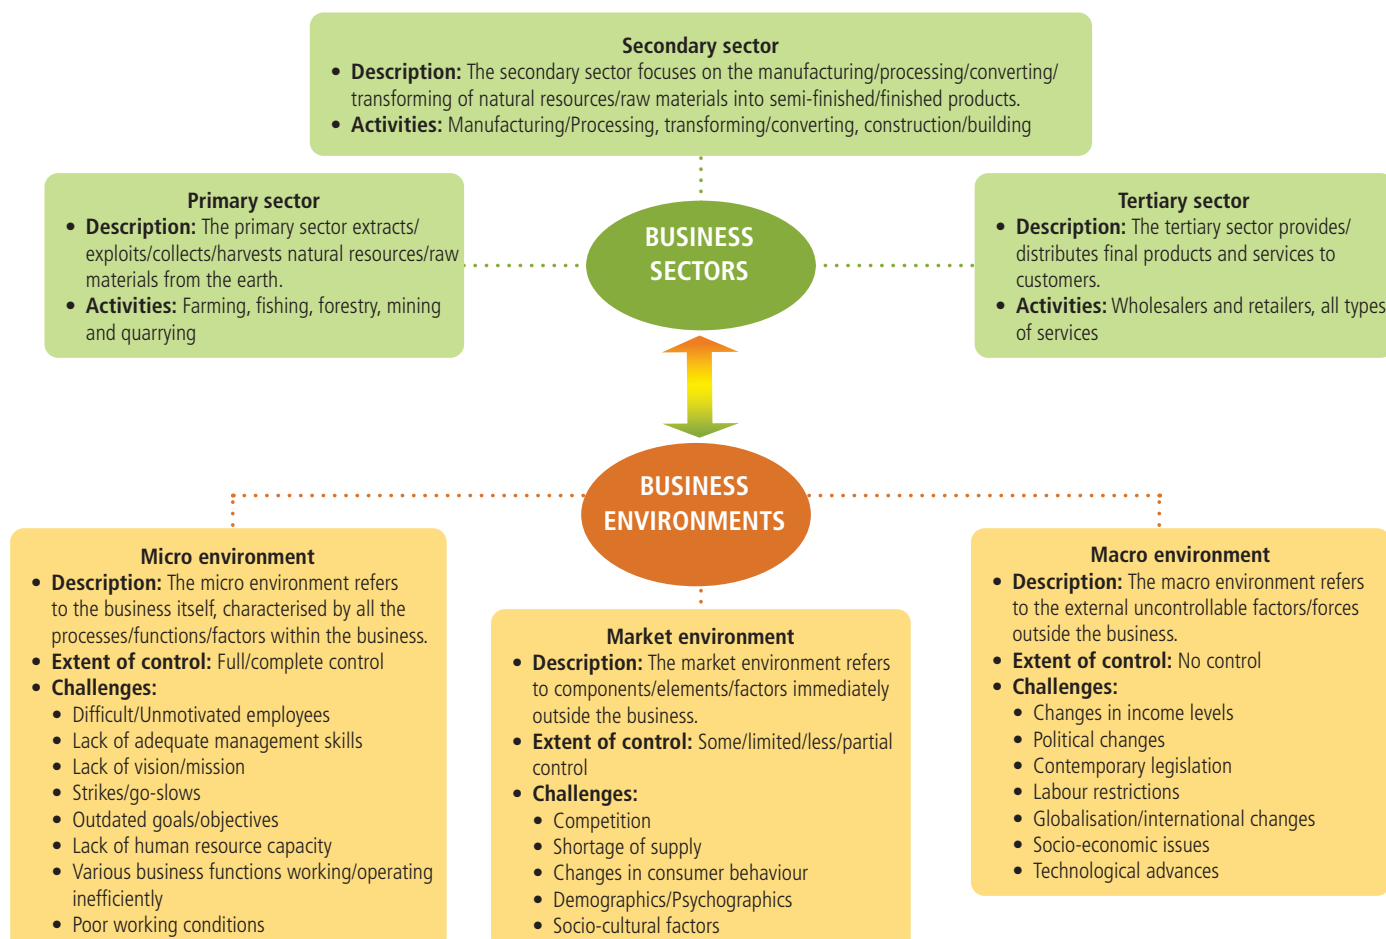 Secondary sector
• Description: The secondary sector focuses on the manufacturing/processing/converting/
transforming of natural resources/raw materials into semi-finished/finished products.
• Activities: Manufacturing/Processing, transforming/converting, construction/building
Primary sector
• Description: The primary sector extracts/
exploits/collects/harvests natural resources/raw
materials from the earth.
• Activities: Farming, fishing, forestry, mining
and quarrying
BUSINESS
SECTORS
Tertiary sector
• Description: The tertiary sector provides/
distributes final products and services to
customers.
• Activities: Wholesalers and retailers, all types
of services
BUSINESS
ENVIRONMENTS
Micro environment
• Description: The micro environment refers
to the business itself, characterised by all the
processes/functions/factors within the business.
• Extent of control: Full/complete control
• Challenges:
• Difficult/Unmotivated employees
• Lack of adequate management skills
• Lack of vision/mission
• Strikes/go-slows
• Outdated goals/objectives
• Lack of human resource capacity
• Various business functions working/operating
inefficiently
• Poor working conditions
Market environment
• Description: The market environment refers
to components/elements/factors immediately
outside the business.
• Extent of control: Some/limited/less/partial
control
• Challenges:
• Competition
• Shortage of supply
• Changes in consumer behaviour
• Demographics/Psychographics
• Socio-cultural factors
Macro environment
• Description: The macro environment refers
to the external uncontrollable factors/forces
outside the business.
• Extent of control: No control
• Challenges:
• Changes in income levels
• Political changes
• Contemporary legislation
• Labour restrictions
• Globalisation/international changes
• Socio-economic issues
• Technological advances